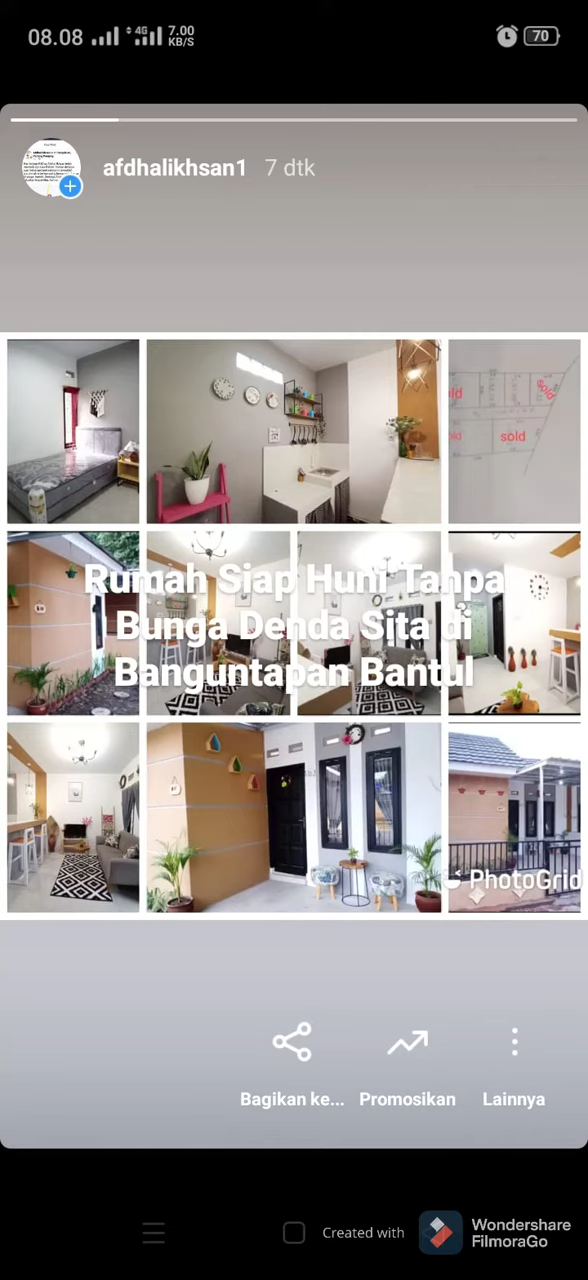 08.08
4G
7.00
KB/S
70
afdhalikhsan1 7 dtk
sold
sold
Rumah Siap Huni Tanpa
Bunga Denda Sita di
Banguntapan Bantul
PhotoGrid
Bagikan ke...
Promosikan
Lainnya
Created with
Wondershare
FilmoraGo